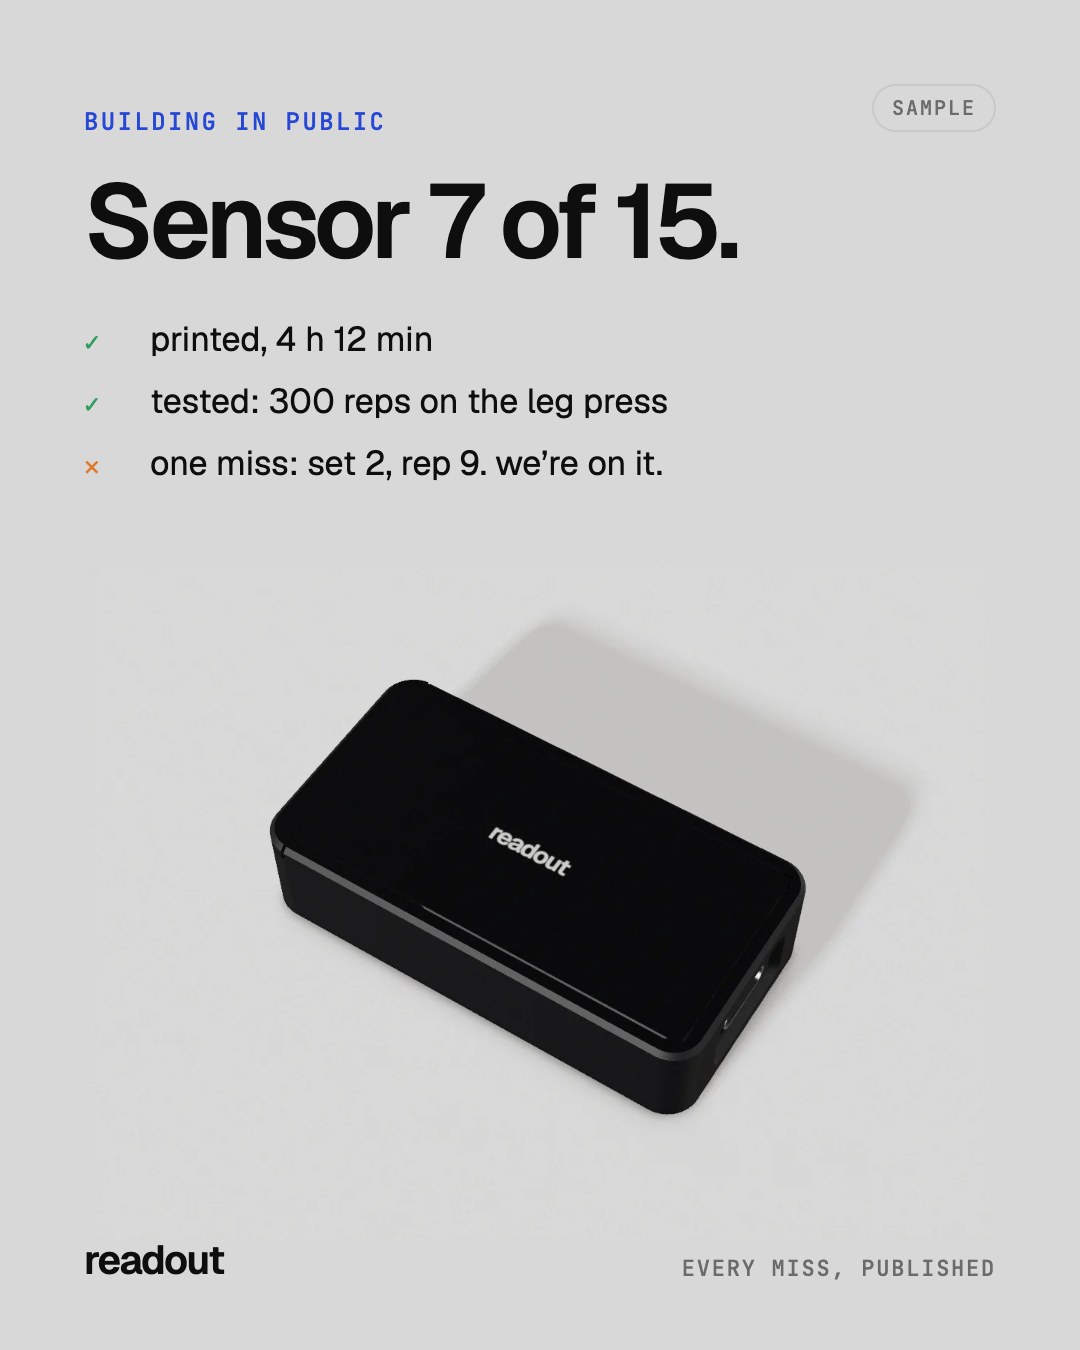 BUILDING IN PUBLIC
SAMPLE
Sensor 7 of 15.
✓ printed, 4 h 12 min
✓ tested: 300 reps on the leg press
× one miss: set 2, rep 9. we’re on it.
readout
readout
EVERY MISS, PUBLISHED